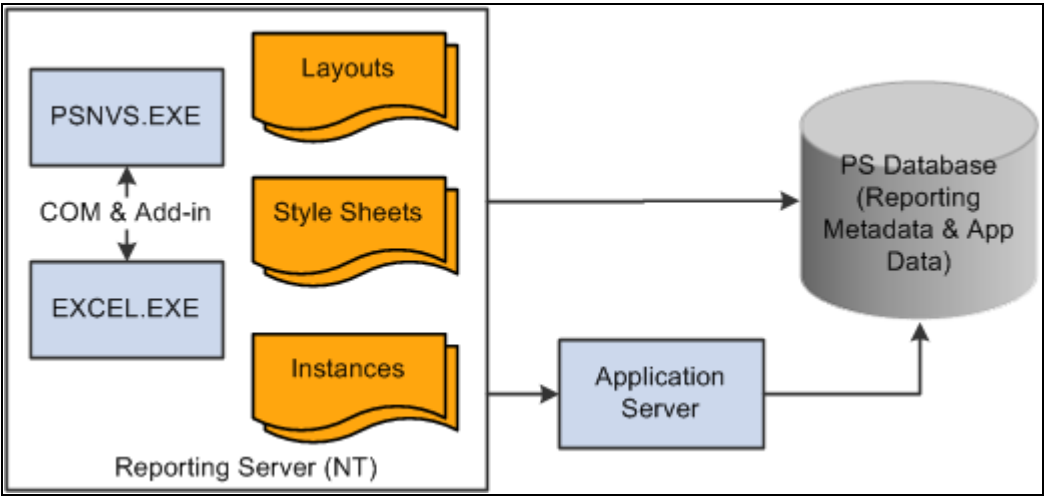 PSNVS.EXE
COM & Add-in
EXCEL.EXE
Layouts
Style Sheets
Instances
Reporting Server (NT)
Application
Server
PS Database
(Reporting
Metadata & App
Data)